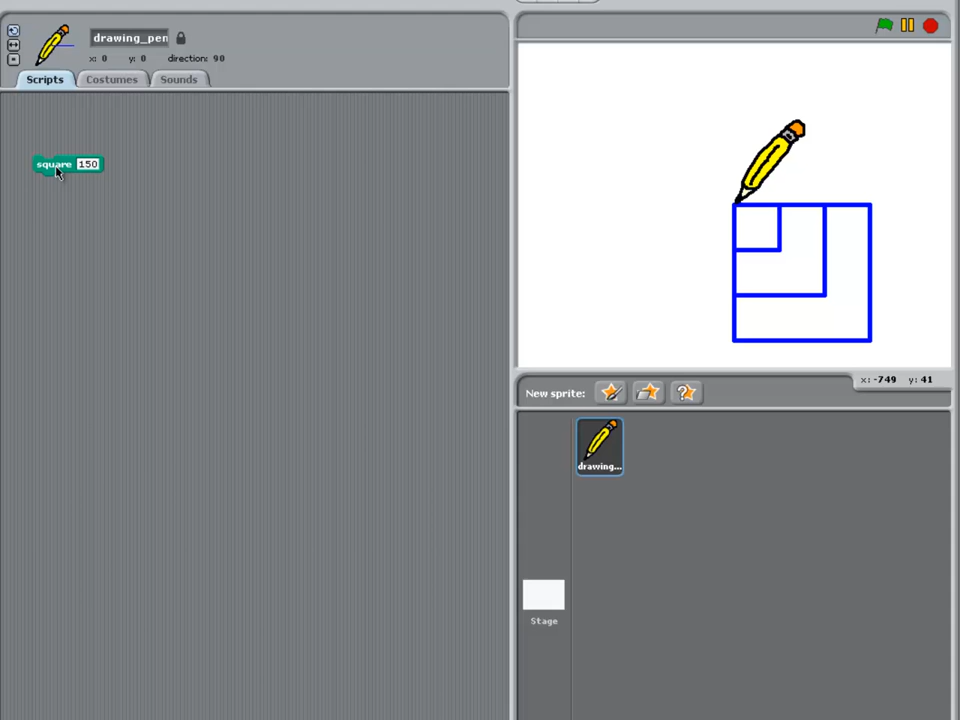 drawing_pen
x: 0 y: 0 direction: 90
Scripts Costumes Sounds
square 150
x: -749 y: 41
New sprite:
drawing...
Stage